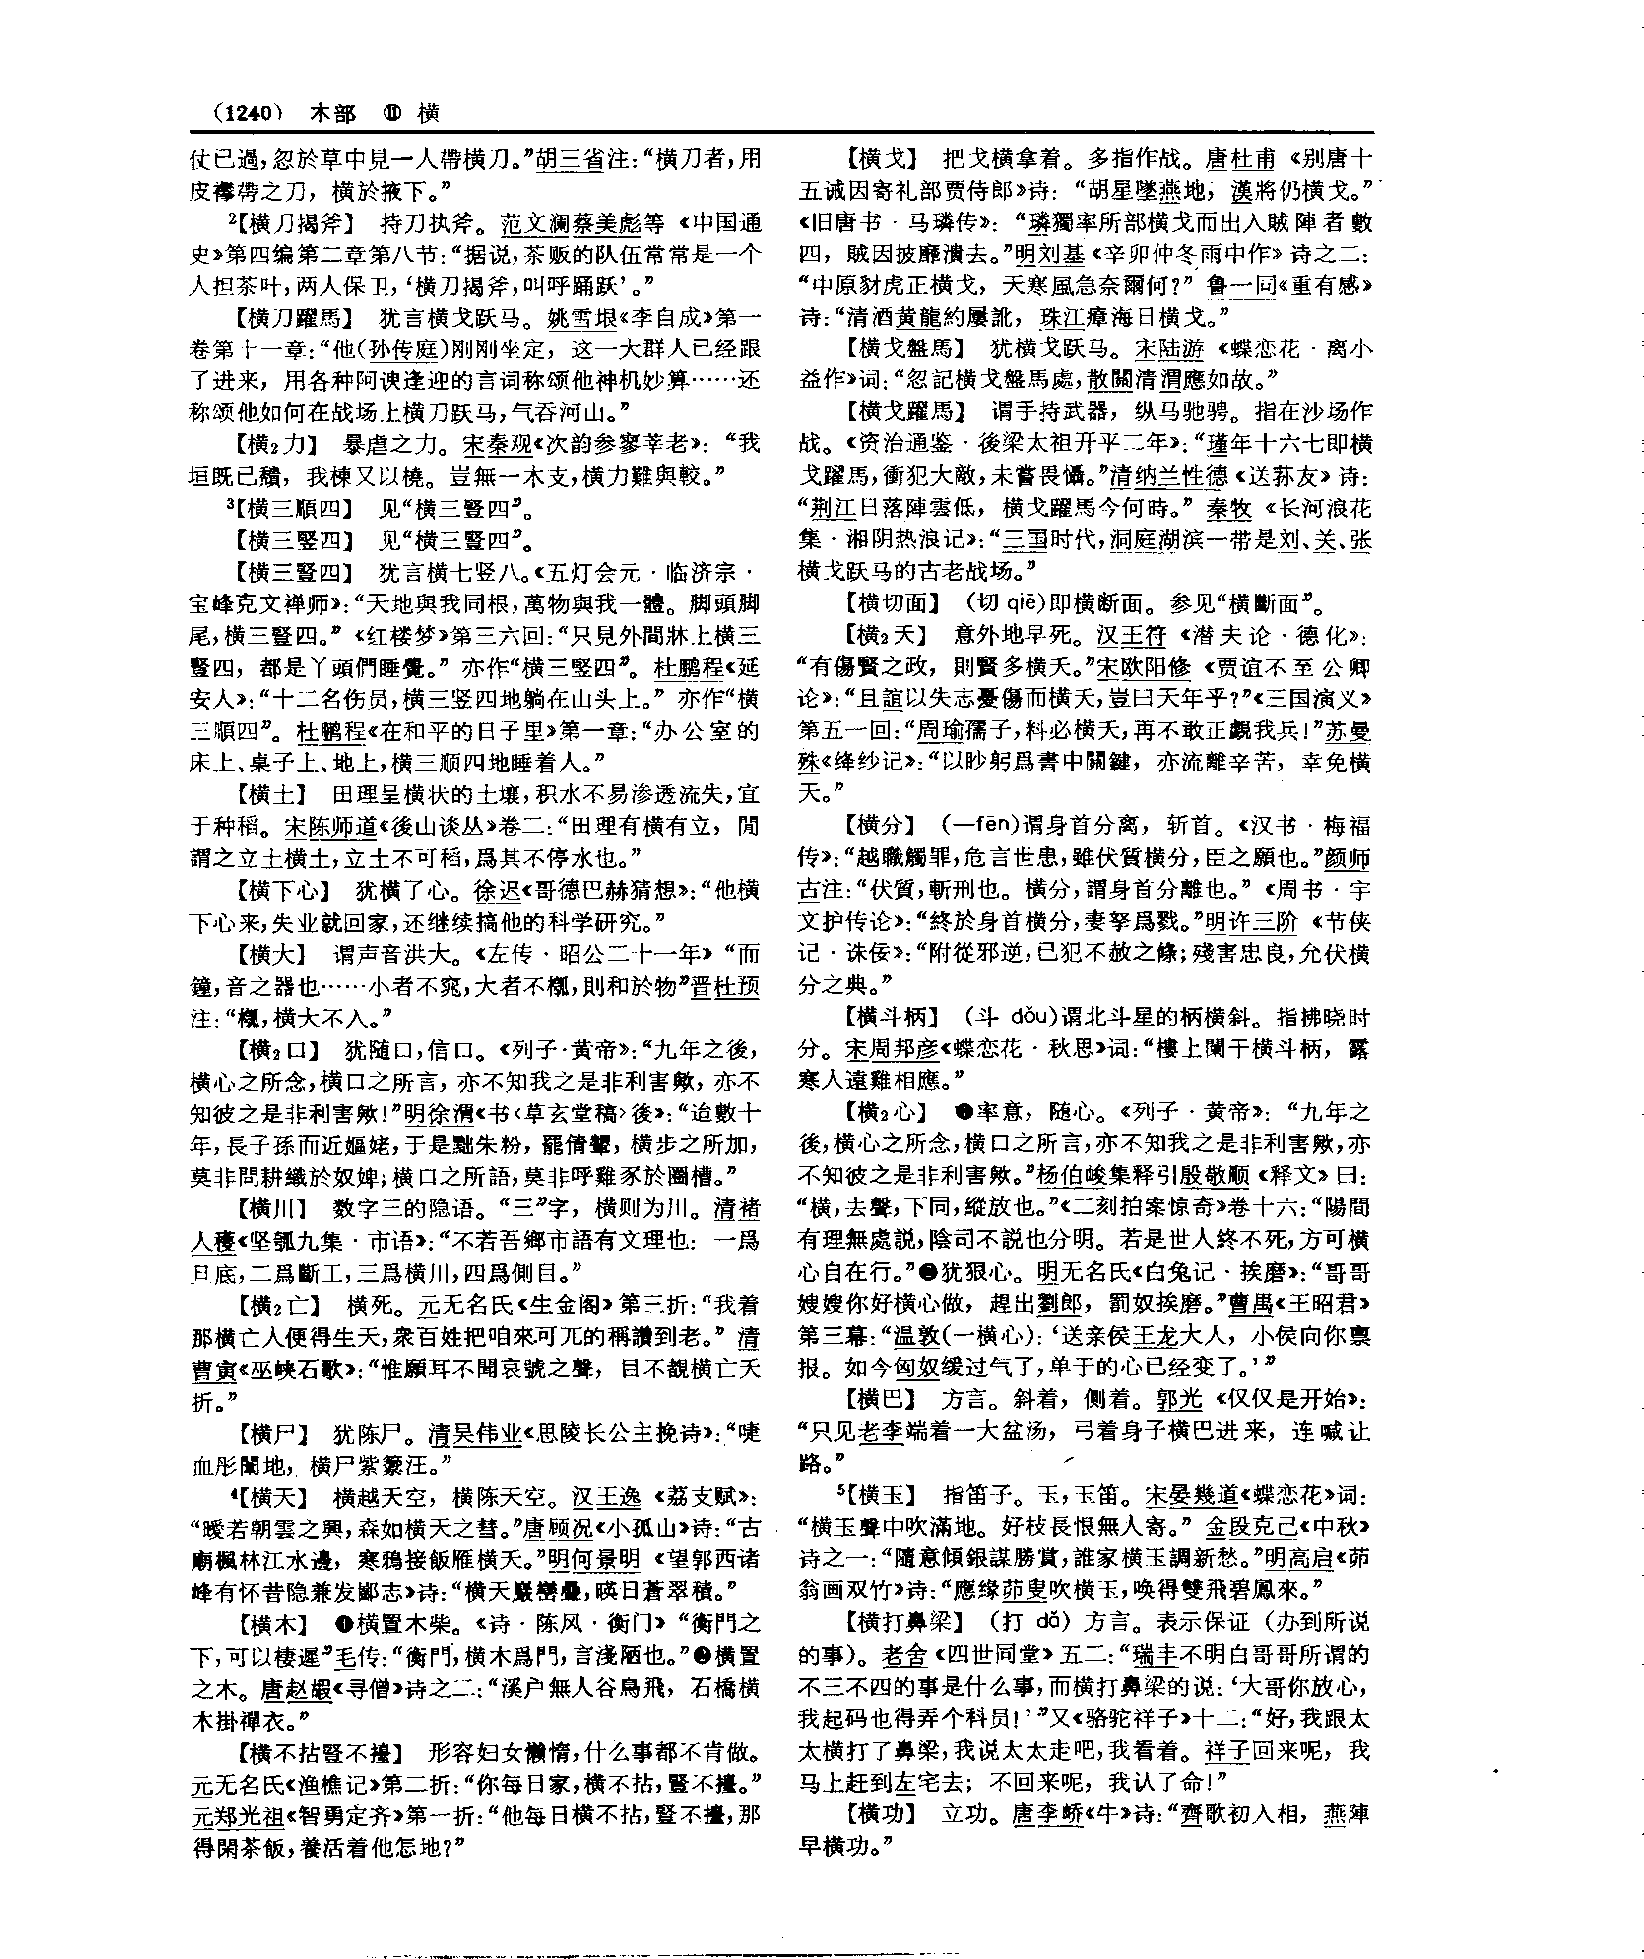 (1240) 木部 ⑪ 横
仗已過，忽於草中見一人帶横刀。”胡三省注：“横刀者，用
皮襻帶之刀，横於掖下。”
²【横刀揭斧】 持刀执斧。范文澜蔡美彪等《中国通
史》第四编第二章第八节：“据说，茶贩的队伍常常是一个
人担茶叶，两人保卫，‘横刀揭斧，叫呼踊跃’。”
【横刀躍馬】 犹言横戈跃马。姚雪垠《李自成》第一
卷第十一章：“他(孙传庭)刚刚坐定，这一大群人已经跟
了进来，用各种阿谀逢迎的言词称颂他神机妙算……还
称颂他如何在战场上横刀跃马，气吞河山。”
【横₂力】 暴虐之力。宋秦观《次韵参寥莘老》：“我
垣既已穨，我楝又以橈。豈無一木支，横力難與較。”
³【横三順四】 见“横三豎四”。
【横三竖四】 见“横三豎四”。
【横三豎四】 犹言横七竖八。《五灯会元·临济宗·
宝峰克文禅师》：“天地與我同根，萬物與我一體。脚頭脚
尾，横三豎四。”《红楼梦》第三六回：“只見外間牀上横三
豎四，都是丫頭們睡覺。”亦作“横三竖四”。杜鹏程《延
安人》：“十二名伤员，横三竖四地躺在山头上。”亦作“横
三順四”。杜鹏程《在和平的日子里》第一章：“办公室的
床上、桌子上、地上，横三顺四地睡着人。”
【横土】 田理呈横状的土壤，积水不易渗透流失，宜
于种稻。宋陈师道《後山谈丛》卷二：“田理有横有立，閒
謂之立土横土，立土不可稻，爲其不停水也。”
【横下心】 犹横了心。徐迟《哥德巴赫猜想》：“他横
下心来，失业就回家，还继续搞他的科学研究。”
【横大】 谓声音洪大。《左传·昭公二十一年》“而
鐘，音之器也……小者不窕，大者不槬，則和於物”晋杜预
注：“槬，横大不入。”
【横₂口】 犹随口，信口。《列子·黄帝》：“九年之後，
横心之所念，横口之所言，亦不知我之是非利害歟，亦不
知彼之是非利害歟！”明徐渭《书〈草玄堂稿〉後》：“迨數十
年，長子孫而近嫗姥，于是黜朱粉，罷倩顰，横步之所加，
莫非問耕織於奴婢；横口之所語，莫非呼雞豕於圈槽。”
【横川】 数字三的隐语。“三”字，横则为川。清褚
人穫《坚瓠九集·市语》：“不若吾鄉市語有文理也：一爲
旦底，二爲斷工，三爲横川，四爲側目。”
【横₂亡】 横死。元无名氏《生金阁》第三折：“我着
那横亡人便得生天，衆百姓把咱來可兀的稱讚到老。”清
曹寅《巫峡石歌》：“惟願耳不聞哀號之聲，目不覩横亡夭
折。”
【横尸】 犹陈尸。清吴伟业《思陵长公主挽诗》：“啑
血彤闈地，横尸紫籞汪。”
⁴【横天】 横越天空，横陈天空。汉王逸《荔支赋》：
“曖若朝雲之興，森如横天之彗。”唐顾况《小孤山》诗：“古
廟楓林江水邊，寒鴉接飯雁横天。”明何景明《望郭西诸
峰有怀昔隐兼发鄙志》诗：“横天巖巒疊，暎日蒼翠積。”
【横木】 ❶横置木柴。《诗·陈风·衡门》“衡門之
下，可以棲遲”毛传：“衡門，横木爲門，言淺陋也。”❷横置
之木。唐赵嘏《寻僧》诗之二：“溪户無人谷鳥飛，石橋横
木掛禪衣。”
【横不拈豎不擡】 形容妇女懒惰，什么事都不肯做。
元无名氏《渔樵记》第二折：“你每日家，横不拈，豎不擡。”
元郑光祖《智勇定齐》第一折：“他每日横不拈，豎不擡，那
得閑茶飯，養活着他怎地？”
【横戈】 把戈横拿着。多指作战。唐杜甫《别唐十
五诫因寄礼部贾侍郎》诗：“胡星墜燕地，漢將仍横戈。”
《旧唐书·马璘传》：“璘獨率所部横戈而出入賊陣者數
四，賊因披靡潰去。”明刘基《辛卯仲冬雨中作》诗之二：
“中原豺虎正横戈，天寒風急奈爾何？”鲁一同《重有感》
诗：“清酒黄龍約屢訛，珠江瘴海日横戈。”
【横戈盤馬】 犹横戈跃马。宋陆游《蝶恋花·离小
益作》词：“忽記横戈盤馬處，散關清渭應如故。”
【横戈躍馬】 谓手持武器，纵马驰骋。指在沙场作
战。《资治通鉴·後梁太祖开平二年》：“瑾年十六七即横
戈躍馬，衝犯大敵，未嘗畏懾。”清纳兰性德《送荪友》诗：
“荆江日落陣雲低，横戈躍馬今何時。”秦牧《长河浪花
集·湘阴热浪记》：“三国时代，洞庭湖滨一带是刘、关、张
横戈跃马的古老战场。”
【横切面】 (切 qiē)即横断面。参见“横斷面”。
【横₂夭】 意外地早死。汉王符《潜夫论·德化》：
“有傷賢之政，則賢多横夭。”宋欧阳修《贾谊不至公卿
论》：“且誼以失志憂傷而横夭，豈曰天年乎？”《三国演义》
第五一回：“周瑜孺子，料必横夭，再不敢正覷我兵！”苏曼
殊《绛纱记》：“以眇躬爲書中關鍵，亦流離辛苦，幸免横
夭。”
【横分】 (—fēn)谓身首分离，斩首。《汉书·梅福
传》：“越職觸罪，危言世患，雖伏質横分，臣之願也。”颜师
古注：“伏質，斬刑也。横分，謂身首分離也。”《周书·宇
文护传论》：“終於身首横分，妻孥爲戮。”明许三阶《节侠
记·诛佞》：“附從邪逆，已犯不赦之條；殘害忠良，允伏横
分之典。”
【横斗柄】 (斗 dǒu)谓北斗星的柄横斜。指拂晓时
分。宋周邦彦《蝶恋花·秋思》词：“樓上闌干横斗柄，露
寒人遠雞相應。”
【横₂心】 ❶率意，随心。《列子·黄帝》：“九年之
後，横心之所念，横口之所言，亦不知我之是非利害歟，亦
不知彼之是非利害歟。”杨伯峻集释引殷敬顺《释文》曰：
“横，去聲，下同，縱放也。”《二刻拍案惊奇》卷十六：“陽間
有理無處説，陰司不説也分明。若是世人終不死，方可横
心自在行。”❷犹狠心。明无名氏《白兔记·挨磨》：“哥哥
嫂嫂你好横心做，趕出劉郎，罰奴挨磨。”曹禺《王昭君》
第三幕：“温敦(一横心)：‘送亲侯王龙大人，小侯向你禀
报。如今匈奴缓过气了，单于的心已经变了。’”
【横巴】 方言。斜着，侧着。郭光《仅仅是开始》：
“只见老李端着一大盆汤，弓着身子横巴进来，连喊让
路。”
⁵【横玉】 指笛子。玉，玉笛。宋晏幾道《蝶恋花》词：
“横玉聲中吹滿地。好枝長恨無人寄。”金段克己《中秋》
诗之一：“隨意傾銀謀勝賞，誰家横玉調新愁。”明高启《茆
翁画双竹》诗：“應缘茆叟吹横玉，唤得雙飛碧鳳來。”
【横打鼻梁】 (打 dǎ) 方言。表示保证（办到所说
的事）。老舍《四世同堂》五二：“瑞丰不明白哥哥所谓的
不三不四的事是什么事，而横打鼻梁的说：‘大哥你放心，
我起码也得弄个科员！’”又《骆驼祥子》十二：“好，我跟太
太横打了鼻梁，我说太太走吧，我看着。祥子回来呢，我
马上赶到左宅去；不回来呢，我认了命！”
【横功】 立功。唐李峤《牛》诗：“齊歌初入相，燕陣
早横功。”